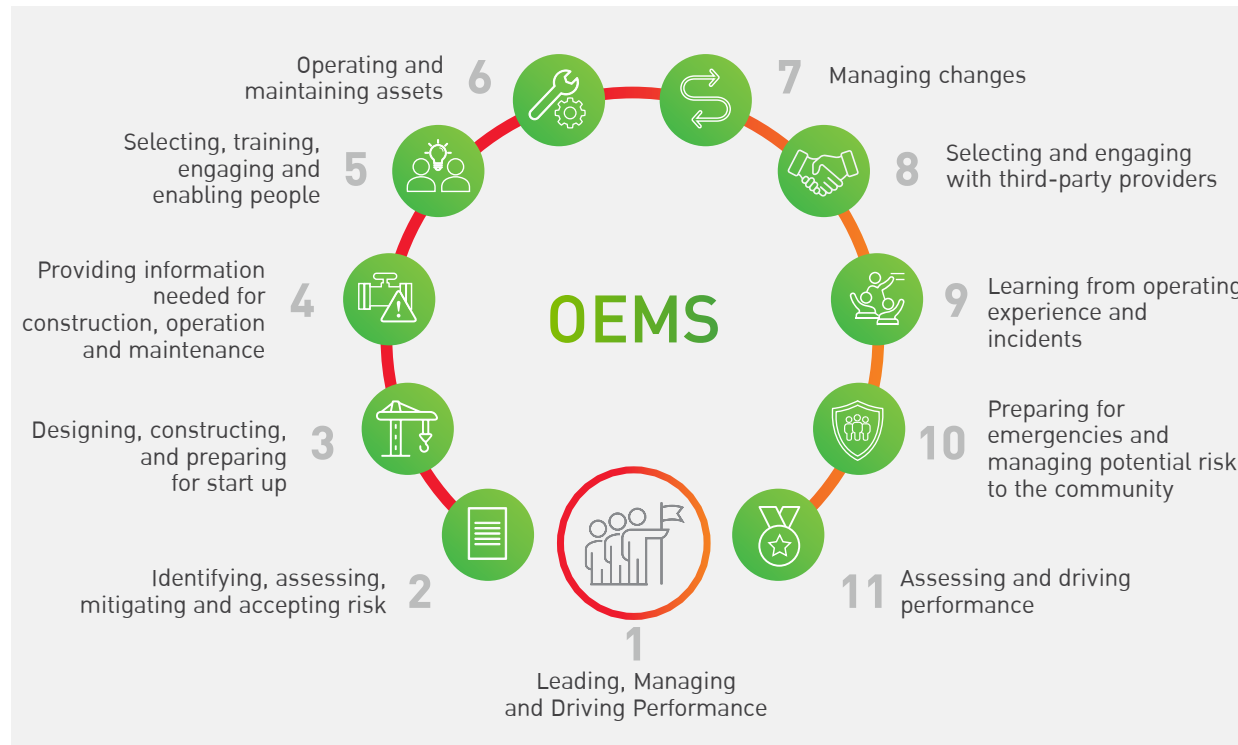 OEMS
1
Leading, Managing
and Driving Performance
2
Identifying, assessing,
mitigating and accepting risk
3
Designing, constructing,
and preparing
for start up
4
Providing information
needed for
construction, operation
and maintenance
5
Selecting, training,
engaging and
enabling people
6
Operating and
maintaining assets
7
Managing changes
8
Selecting and engaging
with third-party providers
9
Learning from operating
experience and
incidents
10
Preparing for
emergencies and
managing potential risk
to the community
11
Assessing and driving
performance